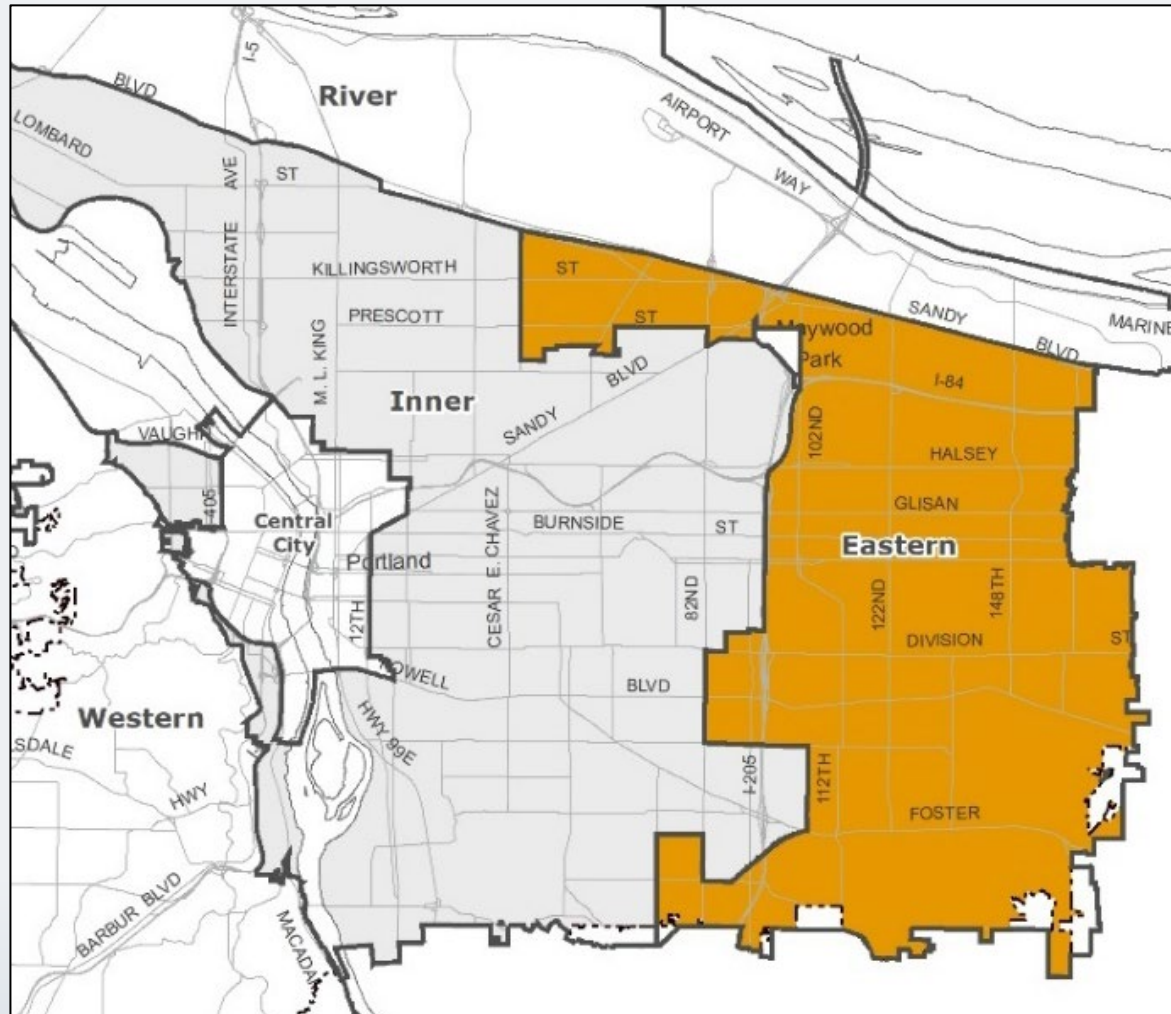 I-5
BLVD
River
LOMBARD
AIRPORT
WAY
INTERSTATE AVE
ST
KILLINGSWORTH
ST
PRESCOTT
ST
M. L. KING
SANDY
BLVD
MARINE
Maywood
Park
I-84
Inner
SANDY
BLVD
VAUGHN
102ND
HALSEY
405
GLISAN
Central
City
CESAR E. CHAVEZ
BURNSIDE
ST
Eastern
Portland
12TH
82ND
122ND
148TH
DIVISION
ST
POWELL
BLVD
Western
HWY 99E
SDALE
HWY
I-205
112TH
FOSTER
BARBUR BLVD
MACADAM